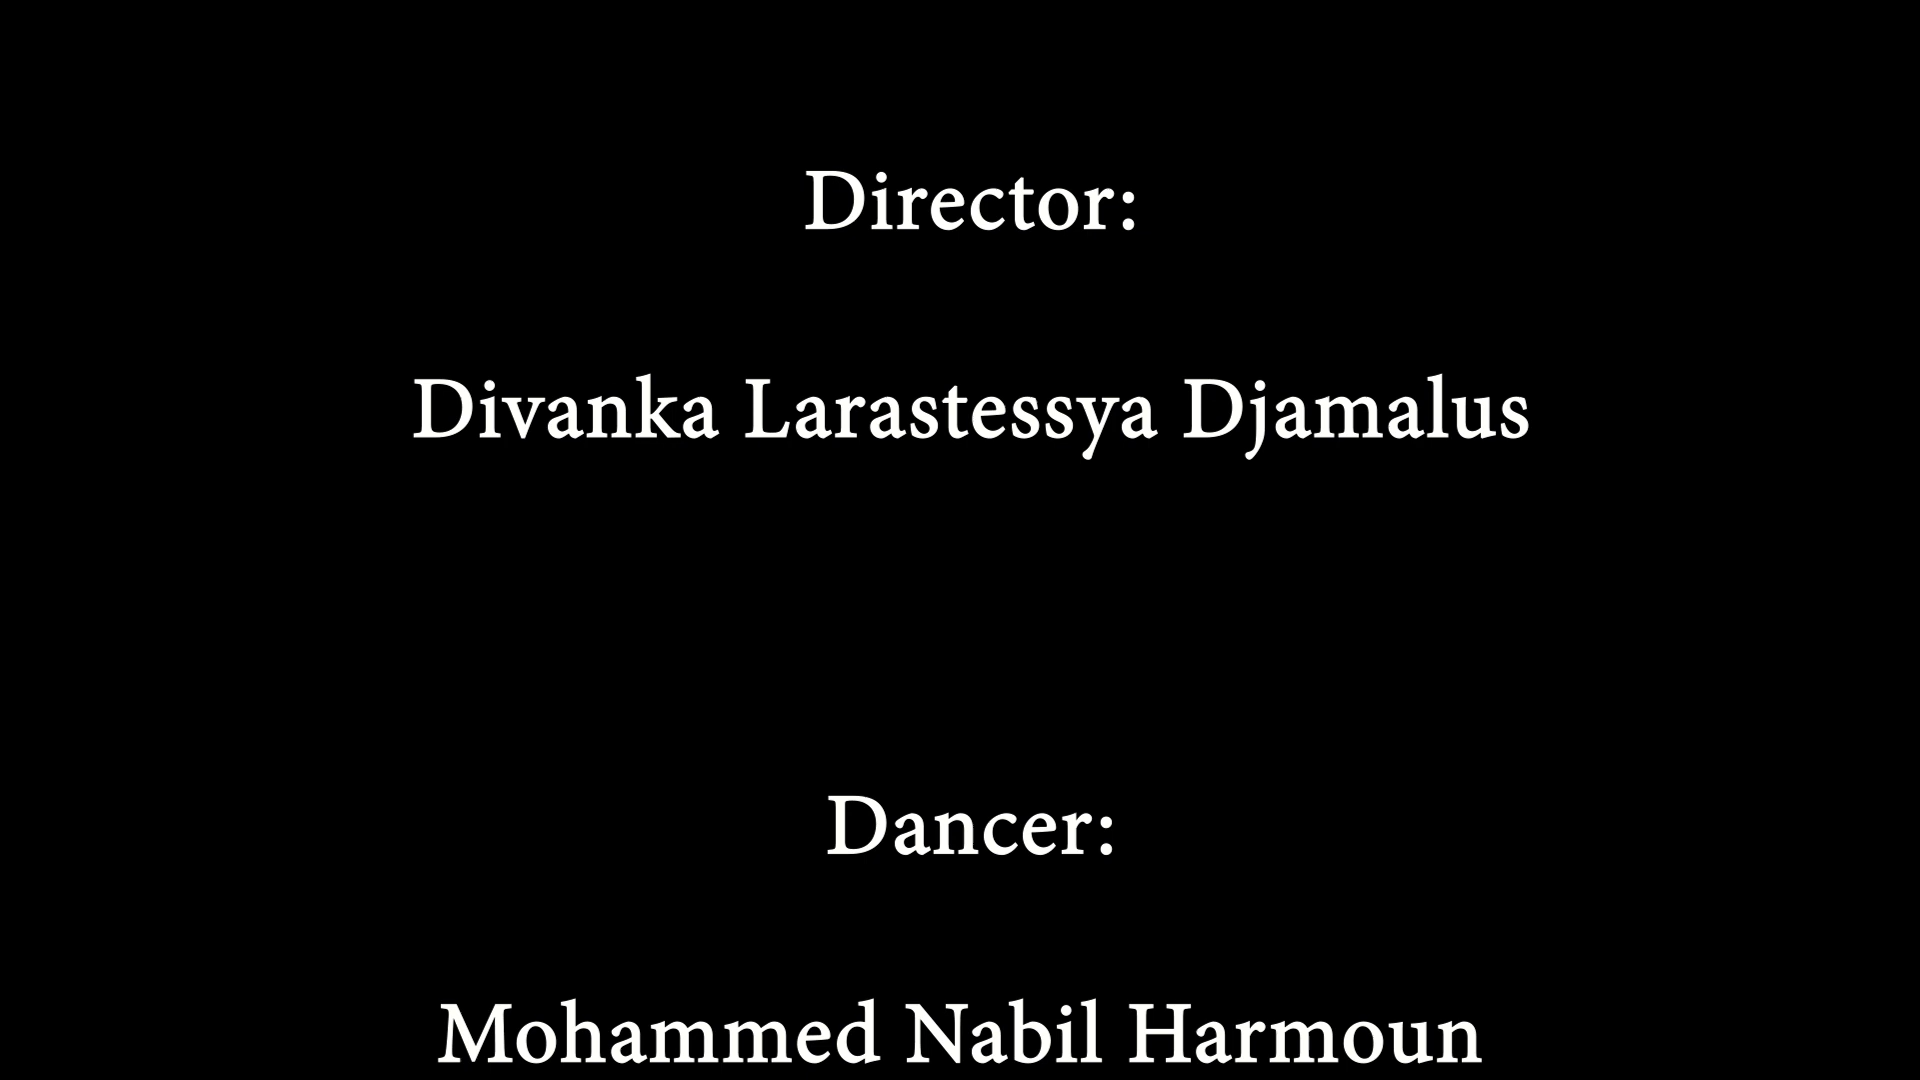 Director:
Divanka Larastessya Djamalus
Dancer:
Mohammed Nabil Harmoun